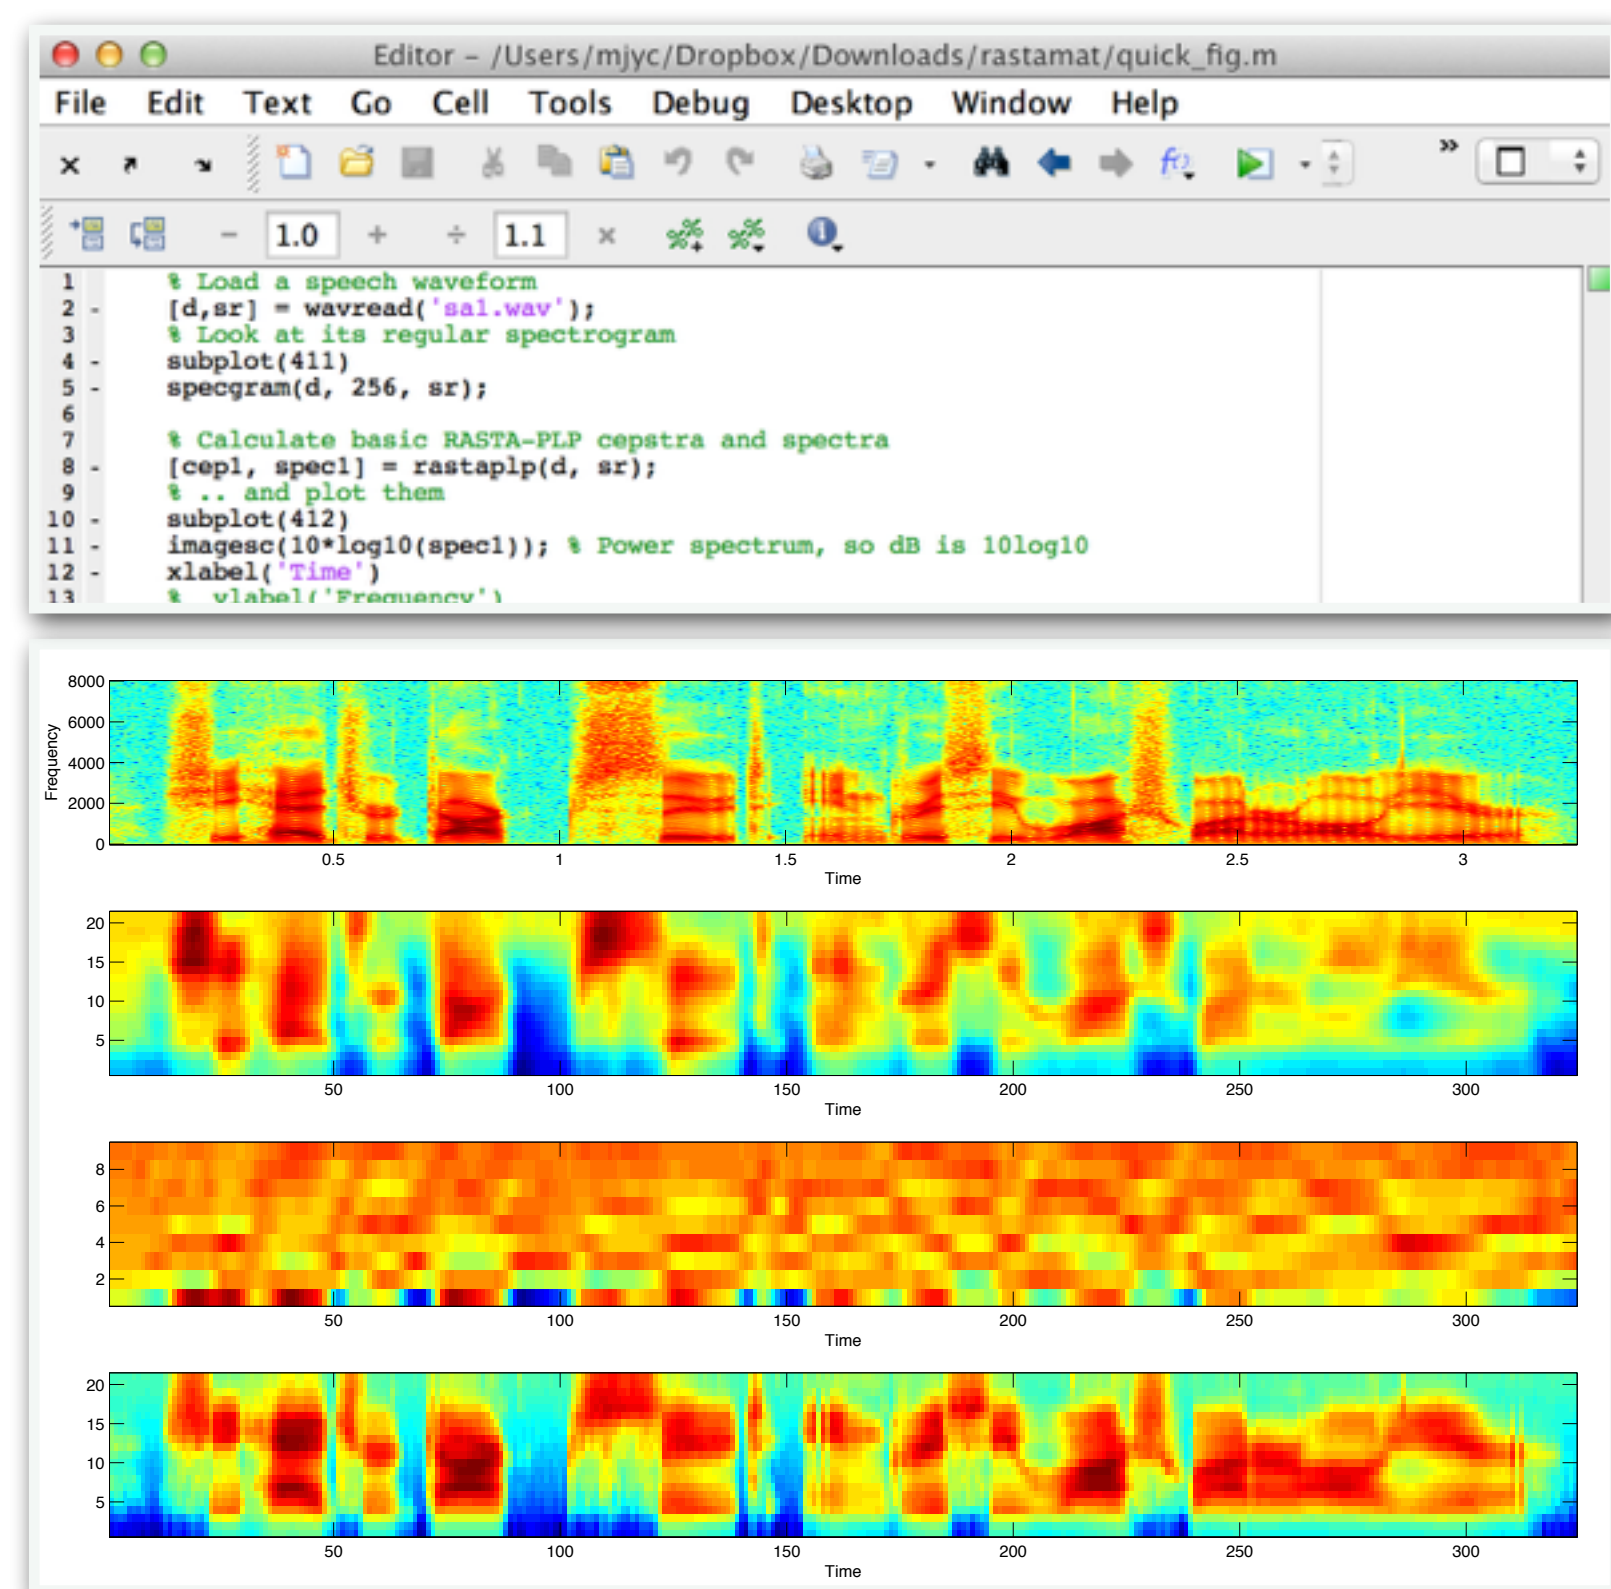 Editor – /Users/mjyc/Dropbox/Downloads/rastamat/quick_fig.m
File Edit Text Go Cell Tools Debug Desktop Window Help
»
1.0 + ÷ 1.1 ×
1 % Load a speech waveform
2 - [d,sr] = wavread('sa1.wav');
3 % Look at its regular spectrogram
4 - subplot(411)
5 - specgram(d, 256, sr);
6
7 % Calculate basic RASTA-PLP cepstra and spectra
8 - [cep1, spec1] = rastaplp(d, sr);
9 % .. and plot them
10 - subplot(412)
11 - imagesc(10*log10(spec1)); % Power spectrum, so dB is 10log10
12 - xlabel('Time')
13 % ylabel('Frequency')
8000
6000
4000
2000
0
Frequency
0.5 1 1.5 2 2.5 3
Time
20
15
10
5
50 100 150 200 250 300
Time
8
6
4
2
50 100 150 200 250 300
Time
20
15
10
5
50 100 150 200 250 300
Time